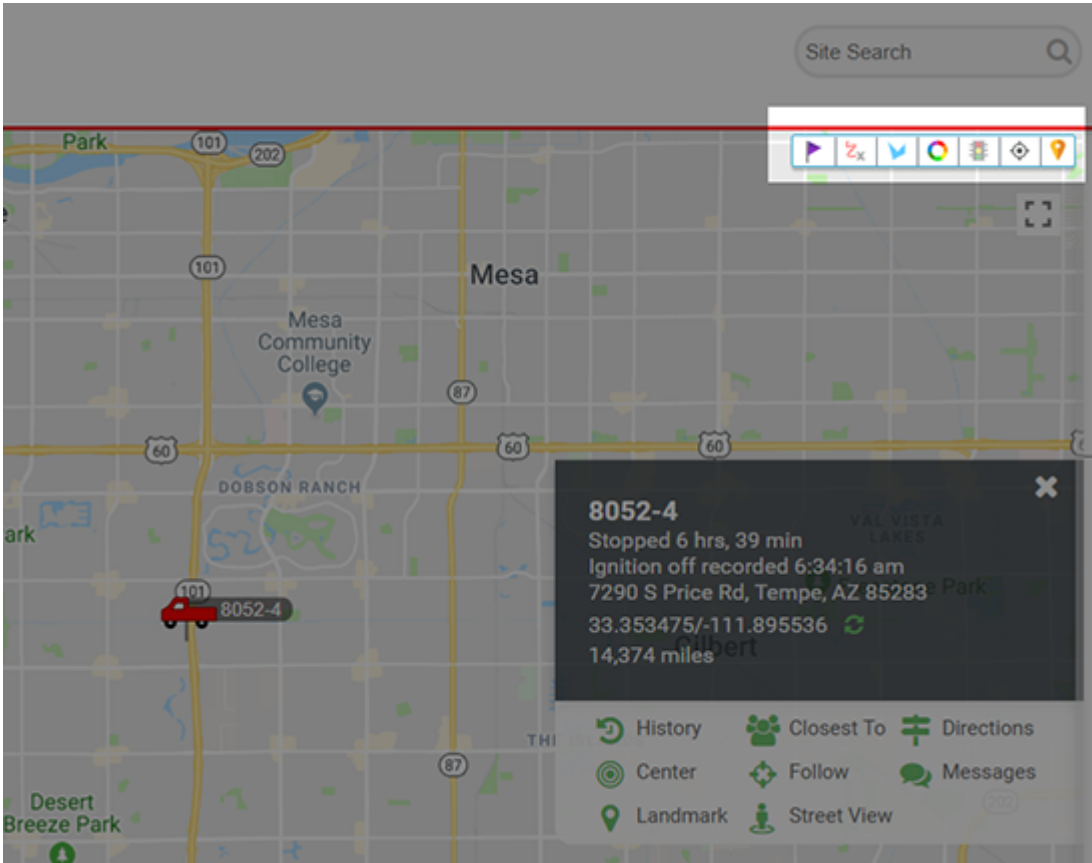 Site Search
Park
101
202
101
Mesa
Mesa
Community
College
87
60
60
60
DOBSON RANCH
8052-4
Stopped 6 hrs, 39 min
Ignition off recorded 6:34:16 am
7290 S Price Rd, Tempe, AZ 85283
33.353475/-111.895536
14,374 miles
VAL VISTA
LAKES
Park
Gilbert
ark
101
8052-4
History
Closest To
Directions
Center
Follow
Messages
Landmark
Street View
87
202
Desert
Breeze Park